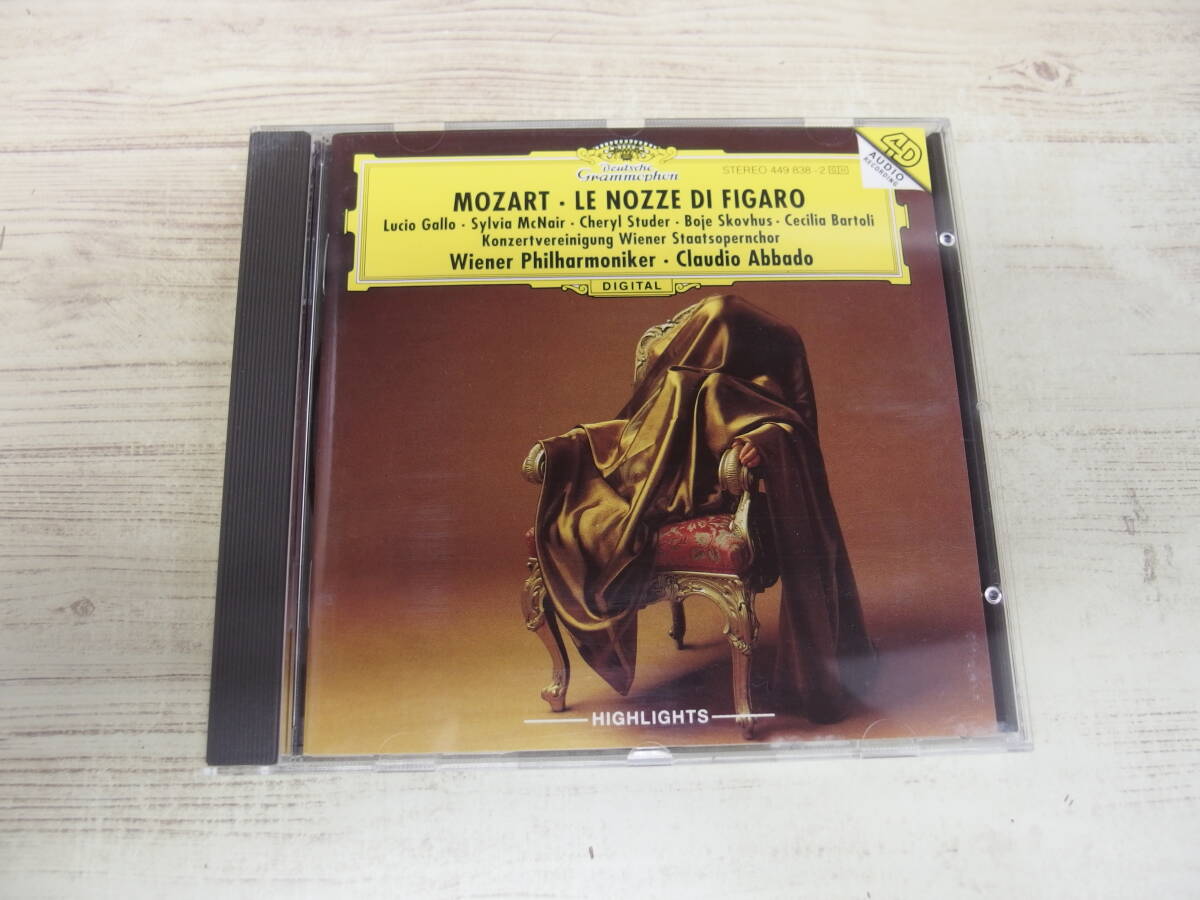 Deutsche
Grammophon
STEREO 449 838-2 GH
4D
AUDIO
RECORDING
MOZART · LE NOZZE DI FIGARO
Lucio Gallo · Sylvia McNair · Cheryl Studer · Boje Skovhus · Cecilia Bartoli
Konzertvereinigung Wiener Staatsopernchor
Wiener Philharmoniker · Claudio Abbado
DIGITAL
HIGHLIGHTS